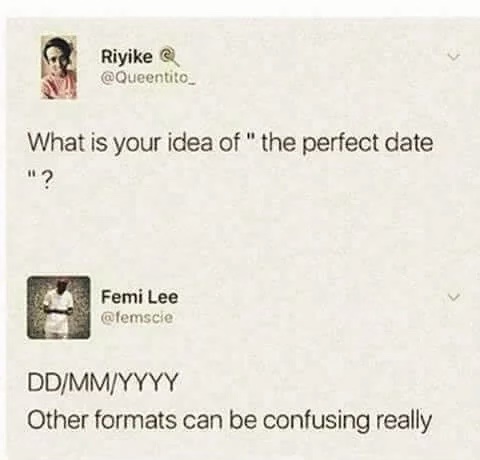 Riyike
@Queentito_
What is your idea of " the perfect date
" ?
Femi Lee
@femscie
DD/MM/YYYY
Other formats can be confusing really